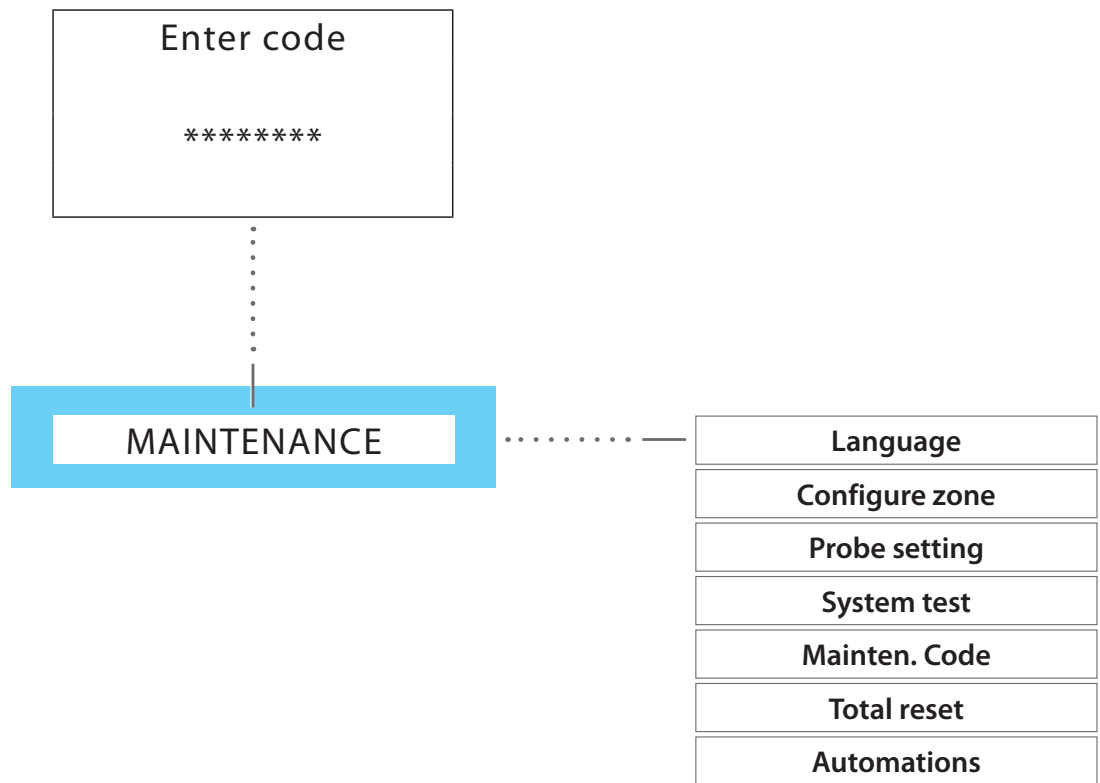 Enter code
********
MAINTENANCE
Language
Configure zone
Probe setting
System test
Mainten. Code
Total reset
Automations